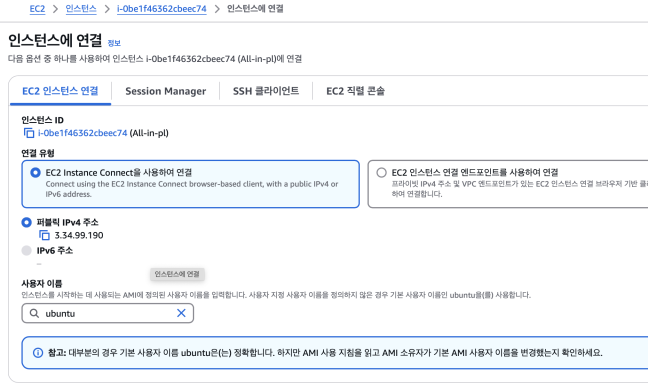 EC2 > 인스턴스 > i-0be1f46362cbeec74 > 인스턴스에 연결
인스턴스에 연결 정보
다음 옵션 중 하나를 사용하여 인스턴스 i-0be1f46362cbeec74 (All-in-pl)에 연결
EC2 인스턴스 연결 Session Manager SSH 클라이언트 EC2 직렬 콘솔
인스턴스 ID
i-0be1f46362cbeec74 (All-in-pl)
연결 유형
EC2 Instance Connect을 사용하여 연결
Connect using the EC2 Instance Connect browser-based client, with a public IPv4 or
IPv6 address.
EC2 인스턴스 연결 엔드포인트를 사용하여 연결
프라이빗 IPv4 주소 및 VPC 엔드포인트가 있는 EC2 인스턴스 연결 브라우저 기반 클
하여 연결합니다.
퍼블릭 IPv4 주소
3.34.99.190
IPv6 주소
–
인스턴스에 연결
사용자 이름
인스턴스를 시작하는 데 사용되는 AMI에 정의된 사용자 이름을 입력합니다. 사용자 지정 사용자 이름을 정의하지 않은 경우 기본 사용자 이름인 ubuntu을(를) 사용합니다.
ubuntu
참고: 대부분의 경우 기본 사용자 이름 ubuntu은(는) 정확합니다. 하지만 AMI 사용 지침을 읽고 AMI 소유자가 기본 AMI 사용자 이름을 변경했는지 확인하세요.